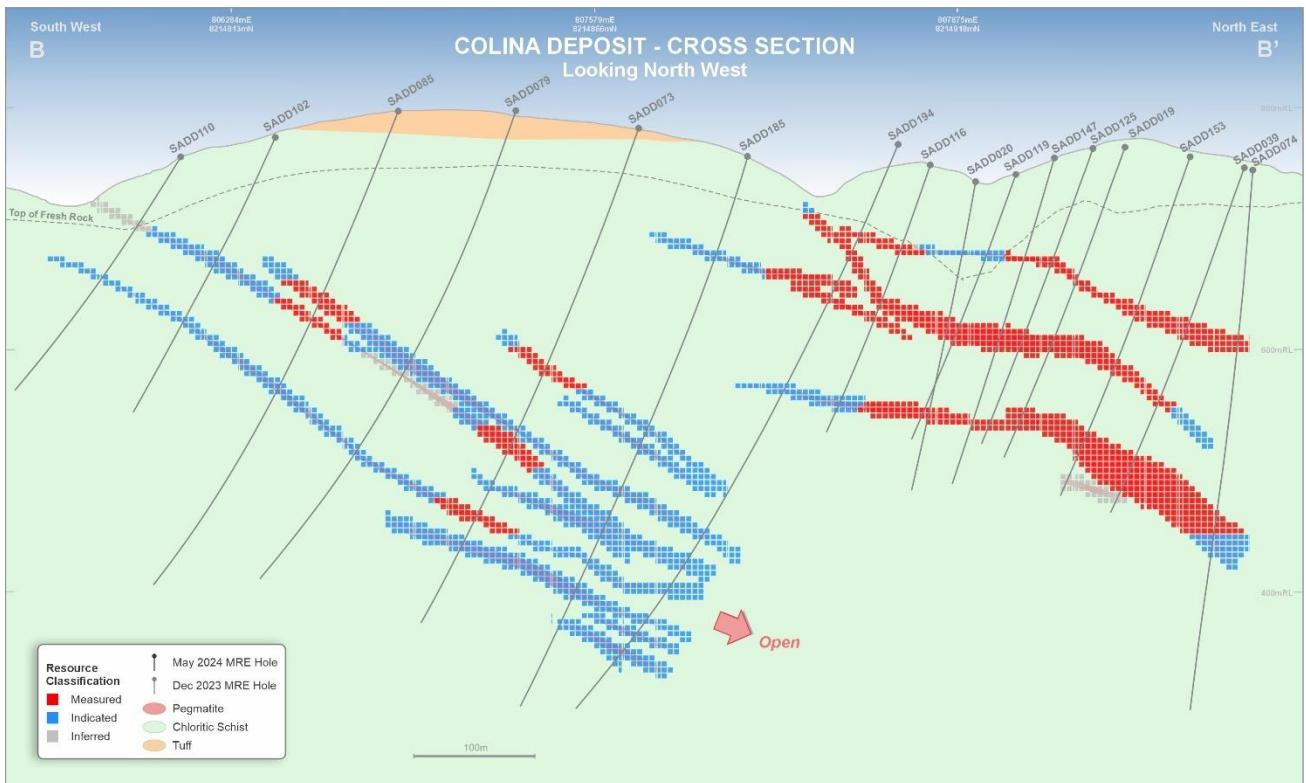 South West
B
806284mE
8214813mN
807579mE
8214866mN
807875mE
8214918mN
North East
B'
COLINA DEPOSIT - CROSS SECTION
Looking North West
SADD110
SADD102
SADD085
SADD079
SADD073
SADD185
SADD194
SADD116
SADD020
SADD119
SADD147
SADD125
SADD019
SADD153
SADD039
SADD074
800mRL
Top of Fresh Rock
600mRL
400mRL
Open
Resource
Classification
Measured
Indicated
Inferred
May 2024 MRE Hole
Dec 2023 MRE Hole
Pegmatite
Chloritic Schist
Tuff
100m